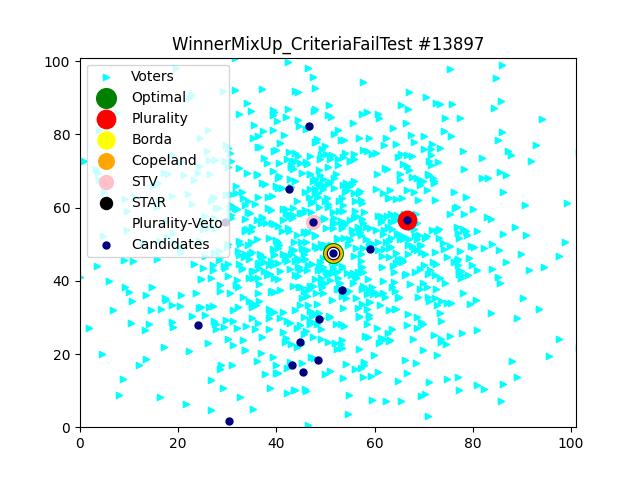 WinnerMixUp_CriteriaFailTest #13897
100
80
60
40
20
0
Voters
Optimal
Plurality
Borda
Copeland
STV
STAR
Plurality-Veto
Candidates
0 20 40 60 80 100